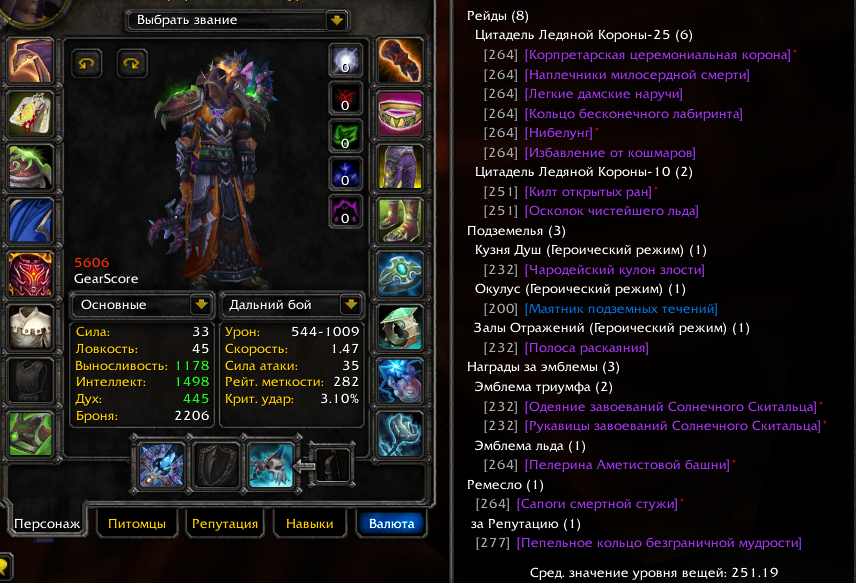 Выбрать звание
0
0
0
0
0
5606
GearScore
Основные
Дальний бой
Сила: 33
Ловкость: 45
Выносливость: 1178
Интеллект: 1498
Дух: 445
Броня: 2206
Урон: 544-1009
Скорость: 1.47
Сила атаки: 35
Рейт. меткости: 282
Крит. удар: 3.10%
Персонаж
Питомцы
Репутация
Навыки
Валюта
Рейды (8)
Цитадель Ледяной Короны-25 (6)
[264] [Корпретарская церемониальная корона]*
[264] [Наплечники милосердной смерти]
[264] [Легкие дамские наручи]
[264] [Кольцо бесконечного лабиринта]
[264] [Нибелунг]*
[264] [Избавление от кошмаров]
Цитадель Ледяной Короны-10 (2)
[251] [Килт открытых ран]*
[251] [Осколок чистейшего льда]
Подземелья (3)
Кузня Душ (Героический режим) (1)
[232] [Чародейский кулон злости]
Окулус (Героический режим) (1)
[200] [Маятник подземных течений]
Залы Отражений (Героический режим) (1)
[232] [Полоса раскаяния]
Награды за эмблемы (3)
Эмблема триумфа (2)
[232] [Одеяние завоеваний Солнечного Скитальца]*
[232] [Рукавицы завоеваний Солнечного Скитальца]*
Эмблема льда (1)
[264] [Пелерина Аметистовой башни]*
Ремесло (1)
[264] [Сапоги смертной стужи]*
за Репутацию (1)
[277] [Пепельное кольцо безграничной мудрости]
Сред. значение уровня вещей: 251.19